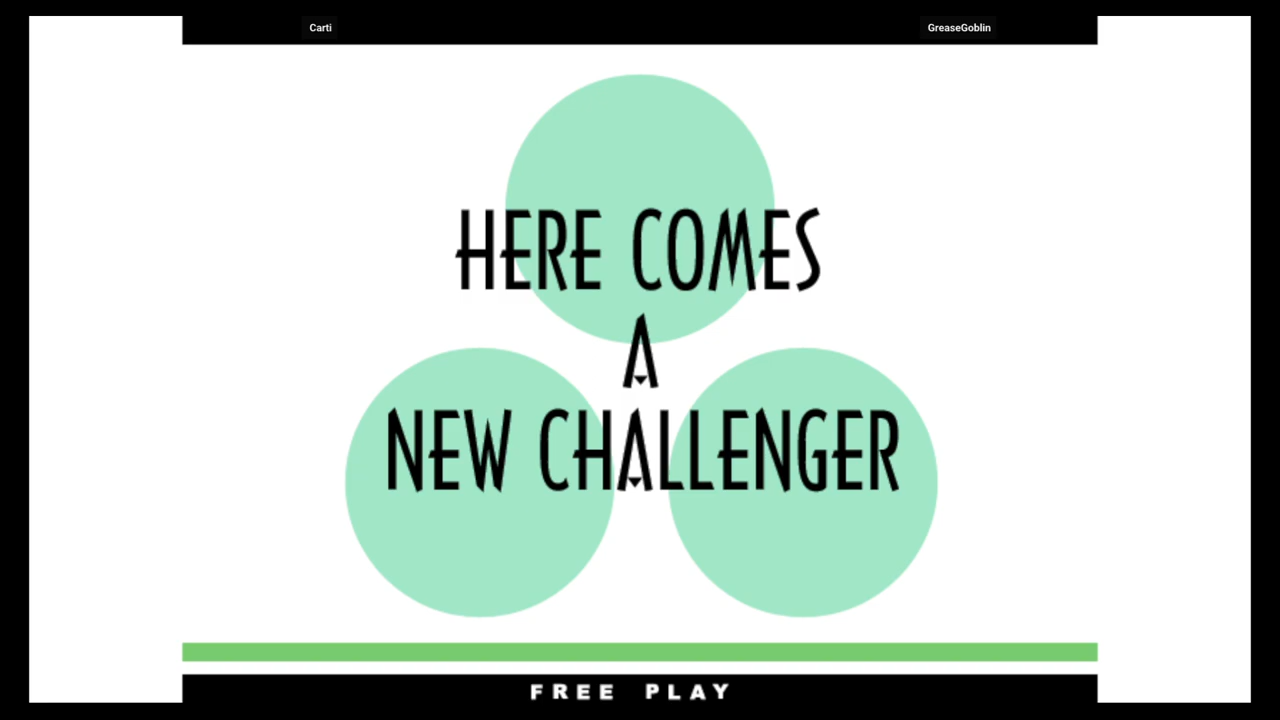 Carti
GreaseGoblin
HERE COMES
A
NEW CHALLENGER
FREE PLAY